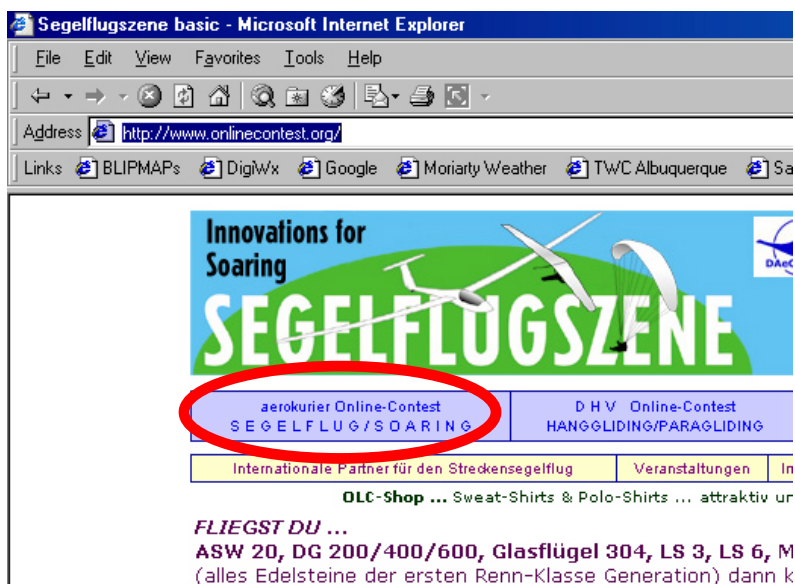 Segelflugszene basic - Microsoft Internet Explorer
File Edit View Favorites Tools Help
Address http://www.onlinecontest.org/
Links BLIPMAPs DigiWx Google Moriarty Weather TWC Albuquerque Sa
Innovations for
Soaring
DAeC
SEGELFLUGSZENE
aerokurier Online-Contest
SEGELFLUG/SOARING
DHV Online-Contest
HANGGLIDING/PARAGLIDING
Internationale Partner für den Streckensegelflug Veranstaltungen
OLC-Shop ... Sweat-Shirts & Polo-Shirts ... attraktiv un
FLIEGST DU ...
ASW 20, DG 200/400/600, Glasflügel 304, LS 3, LS 6, M
(alles Edelsteine der ersten Renn-Klasse Generation) dann k